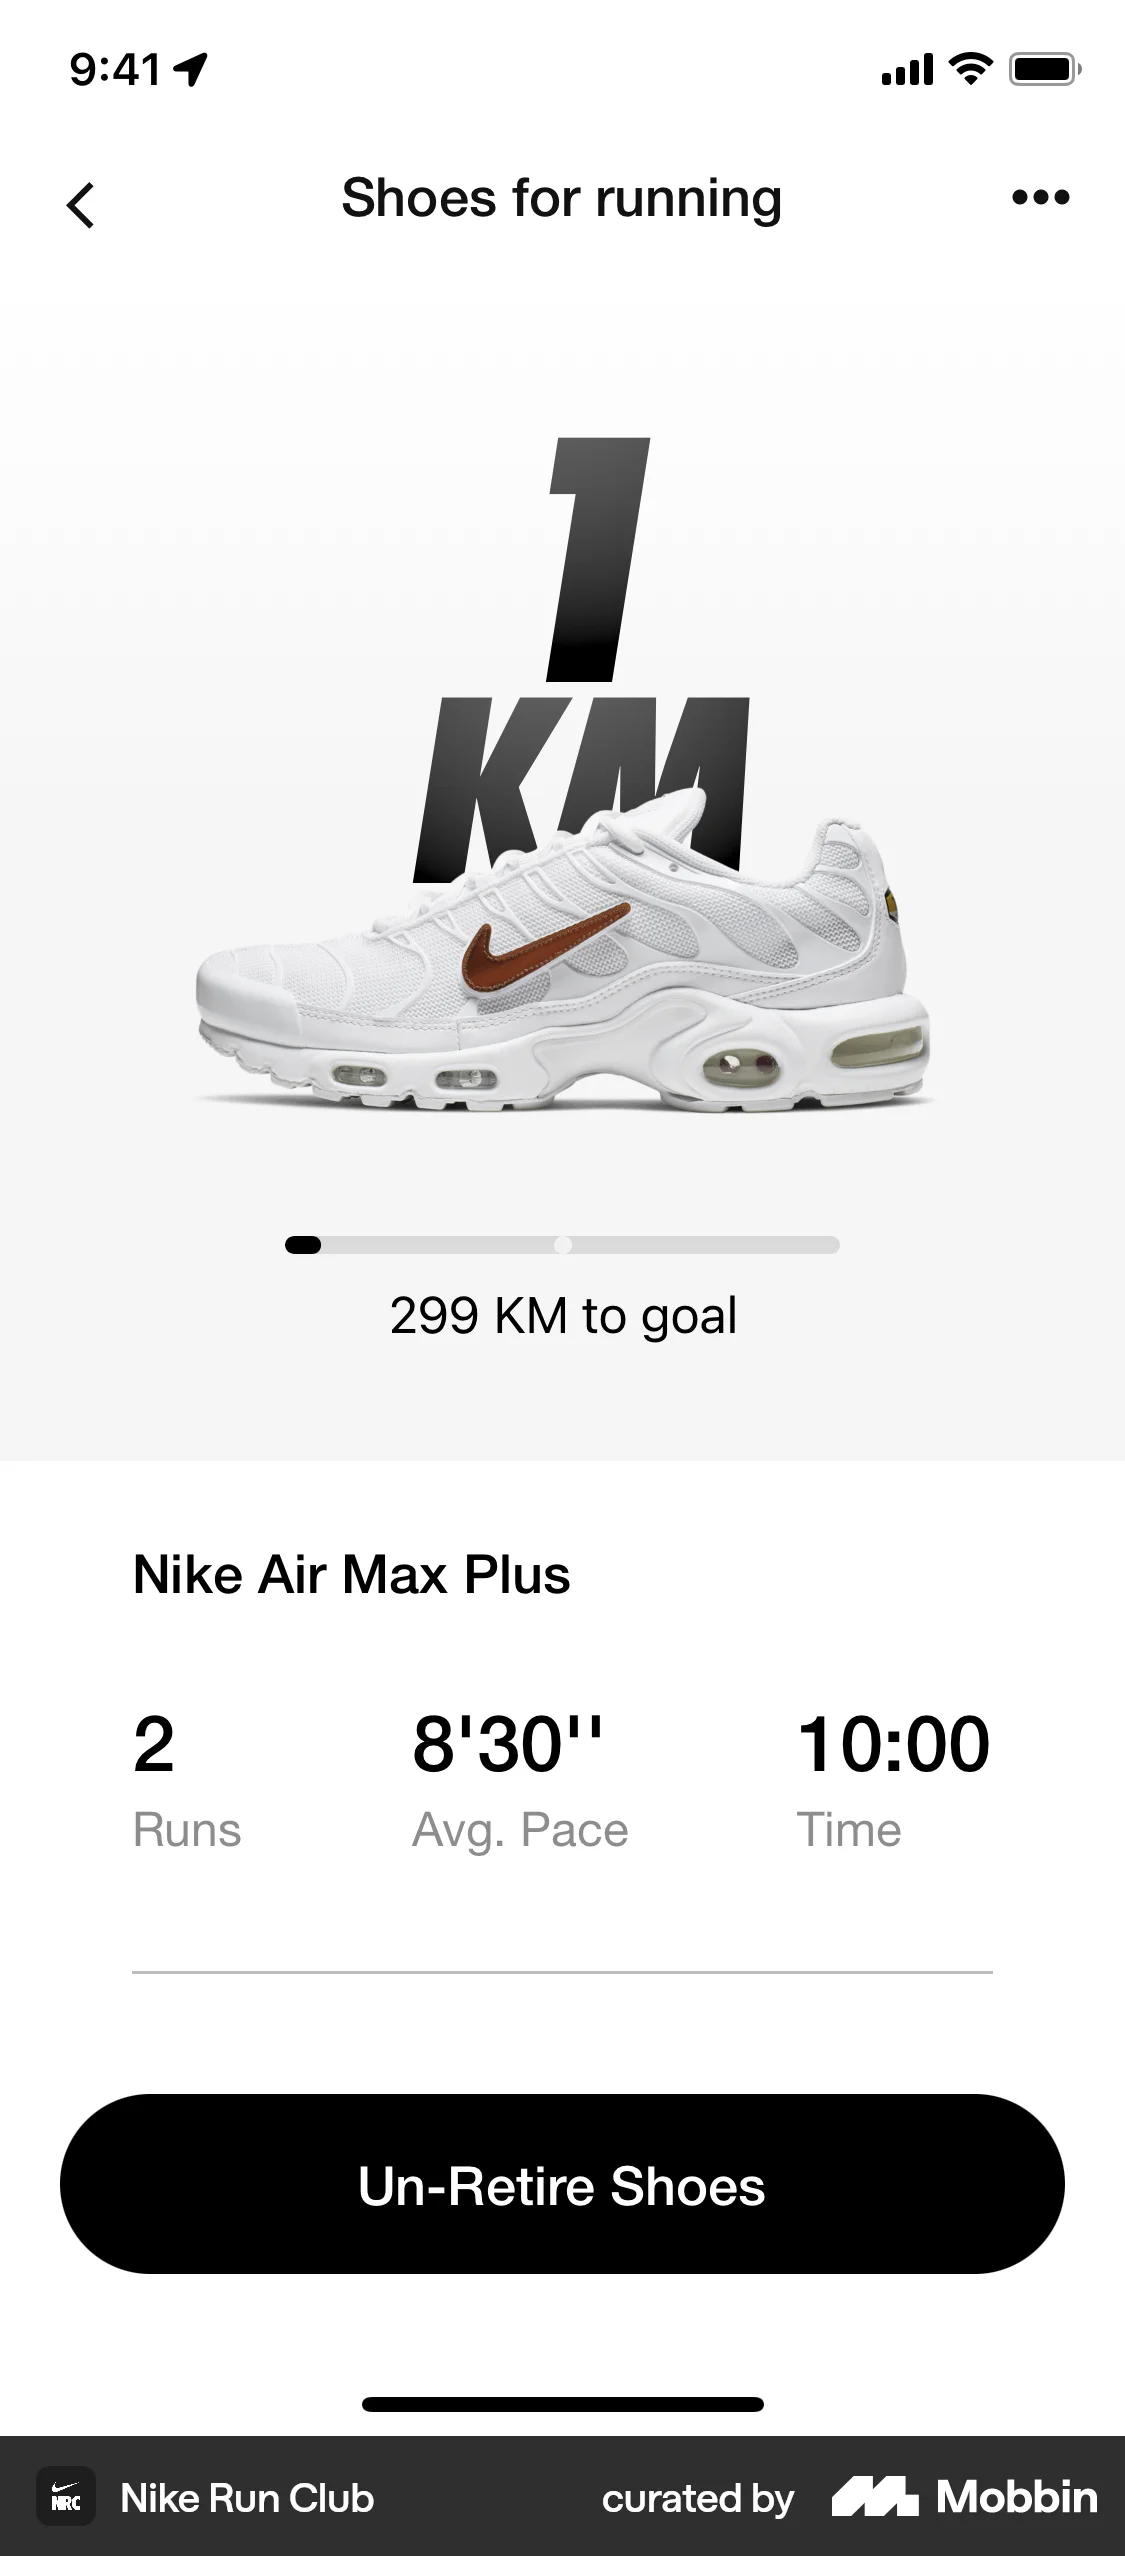 9:41
Shoes for running
1
KM
299 KM to goal
Nike Air Max Plus
2 8'30'' 10:00
Runs Avg. Pace Time
Un-Retire Shoes
NRC Nike Run Club curated by Mobbin